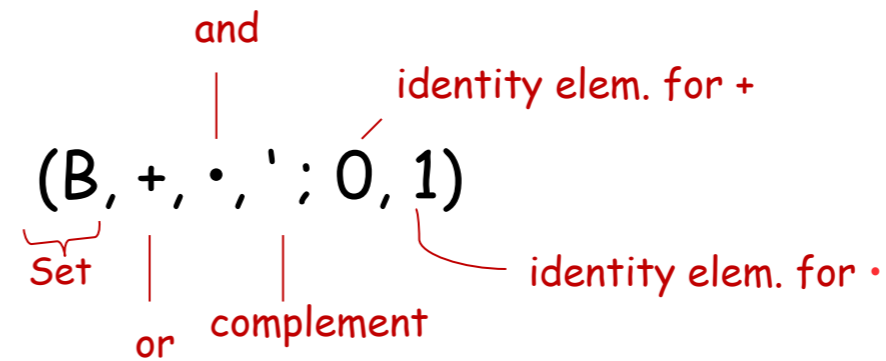 and
identity elem. for +
(B, +, •, ' ; 0, 1)
Set
identity elem. for •
or
complement